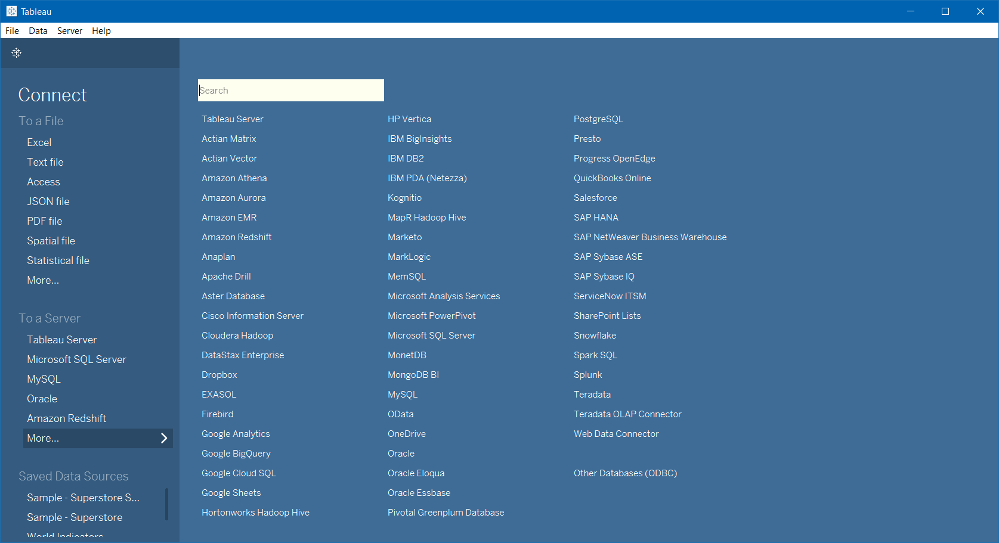 Tableau
File Data Server Help
Connect
To a File
Excel
Text file
Access
JSON file
PDF file
Spatial file
Statistical file
More...
To a Server
Tableau Server
Microsoft SQL Server
MySQL
Oracle
Amazon Redshift
More...
Saved Data Sources
Sample - Superstore S...
Sample - Superstore
World Indicators
Search
Tableau Server
Actian Matrix
Actian Vector
Amazon Athena
Amazon Aurora
Amazon EMR
Amazon Redshift
Anaplan
Apache Drill
Aster Database
Cisco Information Server
Cloudera Hadoop
DataStax Enterprise
Dropbox
EXASOL
Firebird
Google Analytics
Google BigQuery
Google Cloud SQL
Google Sheets
Hortonworks Hadoop Hive
HP Vertica
IBM BigInsights
IBM DB2
IBM PDA (Netezza)
Kognitio
MapR Hadoop Hive
Marketo
MarkLogic
MemSQL
Microsoft Analysis Services
Microsoft PowerPivot
Microsoft SQL Server
MonetDB
MongoDB BI
MySQL
OData
OneDrive
Oracle
Oracle Eloqua
Oracle Essbase
Pivotal Greenplum Database
PostgreSQL
Presto
Progress OpenEdge
QuickBooks Online
Salesforce
SAP HANA
SAP NetWeaver Business Warehouse
SAP Sybase ASE
SAP Sybase IQ
ServiceNow ITSM
SharePoint Lists
Snowflake
Spark SQL
Splunk
Teradata
Teradata OLAP Connector
Web Data Connector
Other Databases (ODBC)